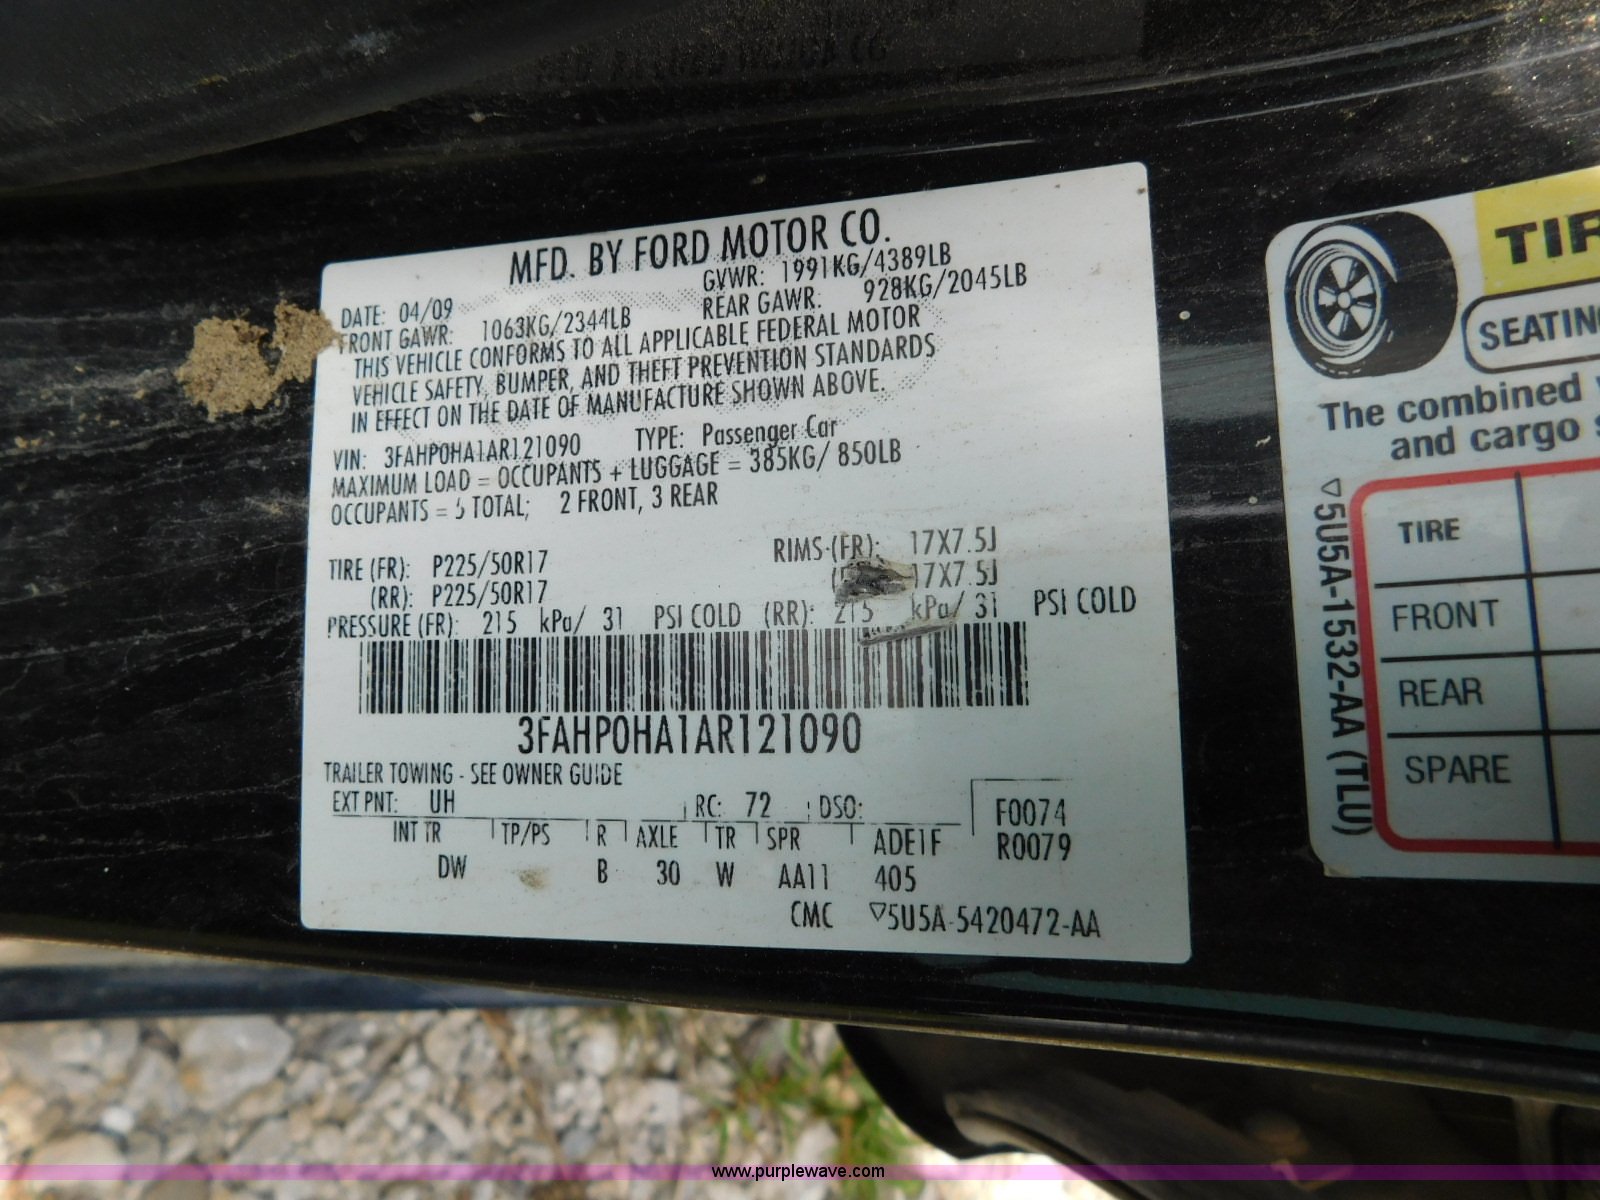 MFD. BY FORD MOTOR CO.
DATE: 04/09 GVWR: 1991KG/4389LB
FRONT GAWR: 1063KG/2344LB REAR GAWR: 928KG/2045LB
THIS VEHICLE CONFORMS TO ALL APPLICABLE FEDERAL MOTOR
VEHICLE SAFETY, BUMPER, AND THEFT PREVENTION STANDARDS
IN EFFECT ON THE DATE OF MANUFACTURE SHOWN ABOVE.
VIN: 3FAHP0HA1AR121090 TYPE: Passenger Car
MAXIMUM LOAD = OCCUPANTS + LUGGAGE = 385KG/ 850LB
OCCUPANTS = 5 TOTAL; 2 FRONT, 3 REAR
TIRE (FR): P225/50R17 RIMS (FR): 17X7.5J
(RR): P225/50R17 17X7.5J
PRESSURE (FR): 215 kPa/ 31 PSI COLD (RR): 215 kPa/ 31 PSI COLD
3FAHP0HA1AR121090
TRAILER TOWING - SEE OWNER GUIDE
EXT PNT: UH RC: 72 DSO: F0074
INT TR TP/PS R AXLE TR SPR ADE1F R0079
DW B 30 W AA11 405
CMC ▽5U5A-5420472-AA
SEATING
The combined
and cargo
▽5U5A-1532-AA (TLU)
TIRE
FRONT
REAR
SPARE
www.purplewave.com